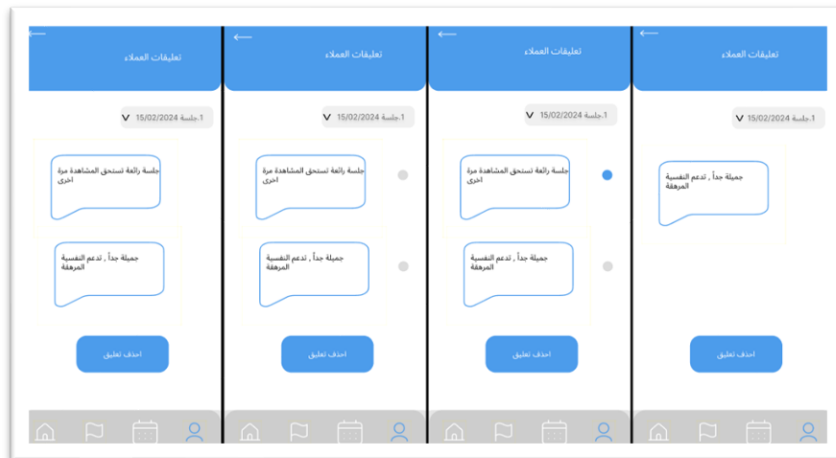 تعليقات العملاء
1.جلسة 15/02/2024
جلسة رائعة تستحق المشاهدة مرة
اخرى
جميلة جداً , تدعم النفسية
المرهقة
احذف تعليق
تعليقات العملاء
1.جلسة 15/02/2024
جلسة رائعة تستحق المشاهدة مرة
اخرى
جميلة جداً , تدعم النفسية
المرهقة
احذف تعليق
تعليقات العملاء
1.جلسة 15/02/2024
جلسة رائعة تستحق المشاهدة مرة
اخرى
جميلة جداً , تدعم النفسية
المرهقة
احذف تعليق
تعليقات العملاء
1.جلسة 15/02/2024
جميلة جداً , تدعم النفسية
المرهقة
احذف تعليق